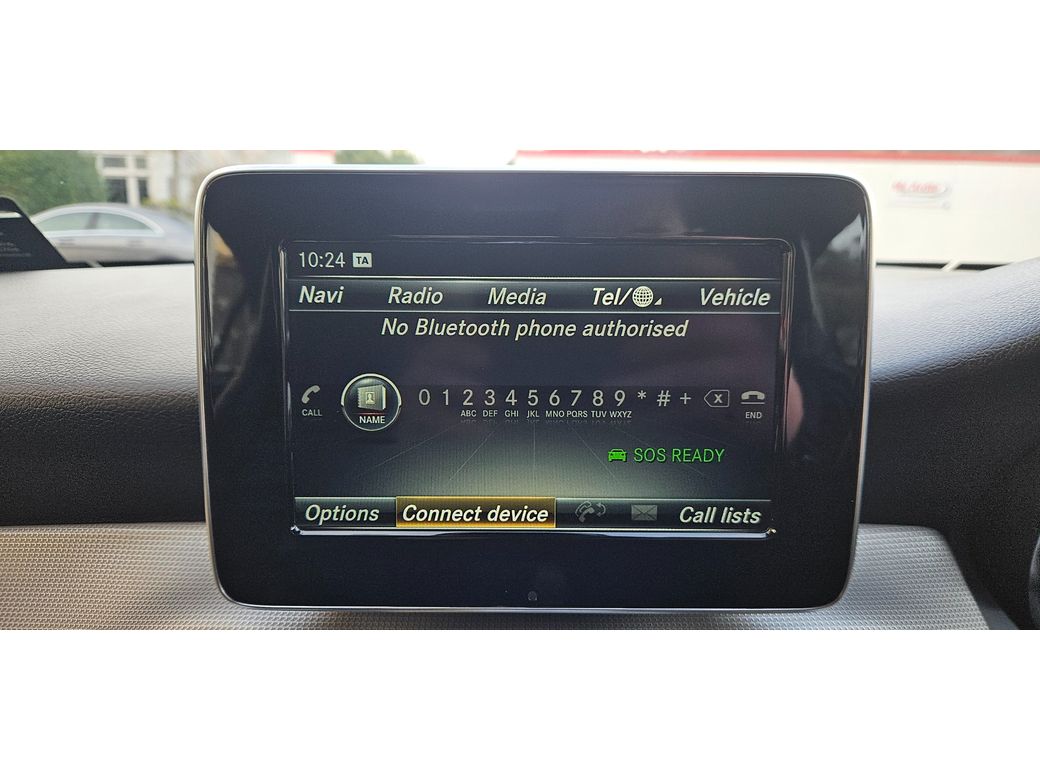 10:24 TA
Navi Radio Media Tel/ Vehicle
No Bluetooth phone authorised
CALL NAME 0 1 2 3 4 5 6 7 8 9 * # + X END
ABC DEF GHI JKL MNO PQRS TUV WXYZ
SOS READY
Options Connect device Call lists